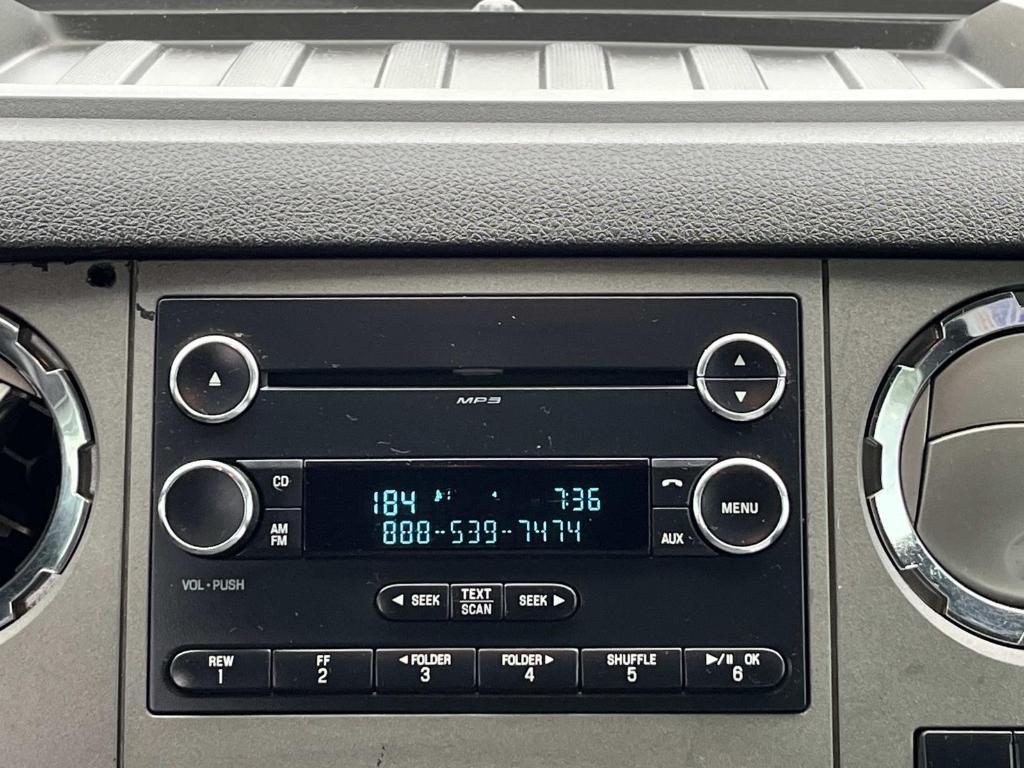 MP3
CD
184 7:36
888-539-7474
AM
FM
MENU
AUX
VOL • PUSH
◄ SEEK
TEXT
SCAN
SEEK ►
REW
1
FF
2
◄ FOLDER
3
FOLDER ►
4
SHUFFLE
5
►/II OK
6